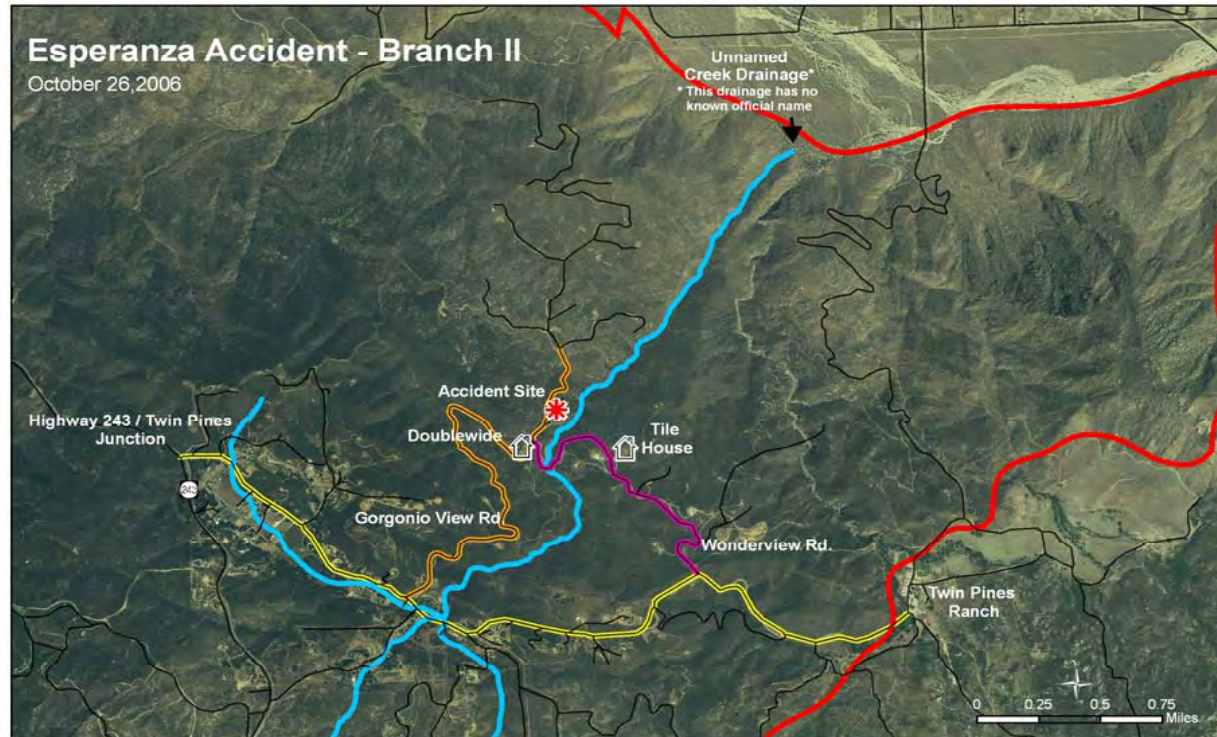 Esperanza Accident - Branch II
October 26,2006
Unnamed
Creek Drainage*
* This drainage has no
known official name
Accident Site
Highway 243 / Twin Pines
Junction
Doublewide
Tile
House
243
Gorgonio View Rd.
Wonderview Rd.
Twin Pines
Ranch
0 0.25 0.5 0.75
Miles